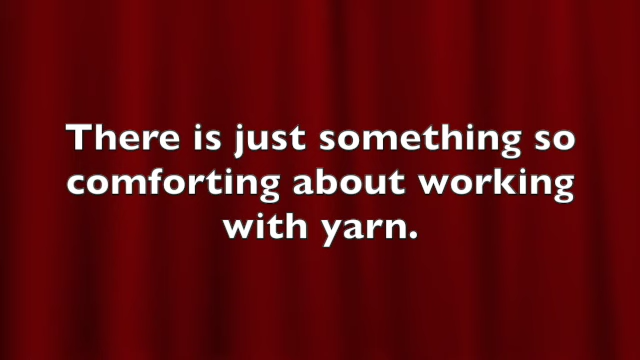 There is just something so
comforting about working
with yarn.